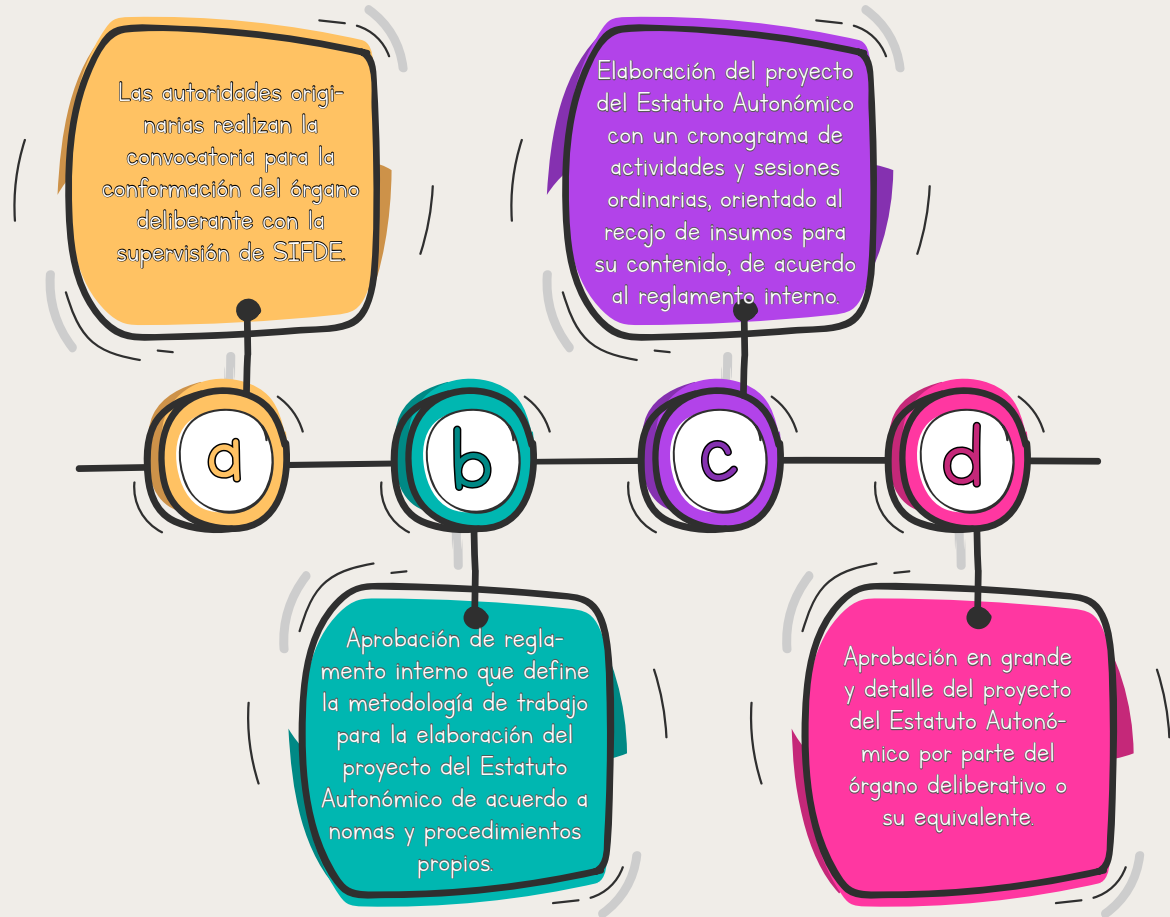 Las autoridades origi-
narias realizan la
convocatoria para la
conformación del órgano
deliberante con la
supervisión de SIFDE.
Elaboración del proyecto
del Estatuto Autonómico
con un cronograma de
actividades y sesiones
ordinarias, orientado al
recojo de insumos para
su contenido, de acuerdo
al reglamento interno.
a
b
c
d
Aprobación de regla-
mento interno que define
la metodología de trabajo
para la elaboración del
proyecto del Estatuto
Autonómico de acuerdo a
nomas y procedimientos
propios.
Aprobación en grande
y detalle del proyecto
del Estatuto Autonó-
mico por parte del
órgano deliberativo o
su equivalente.